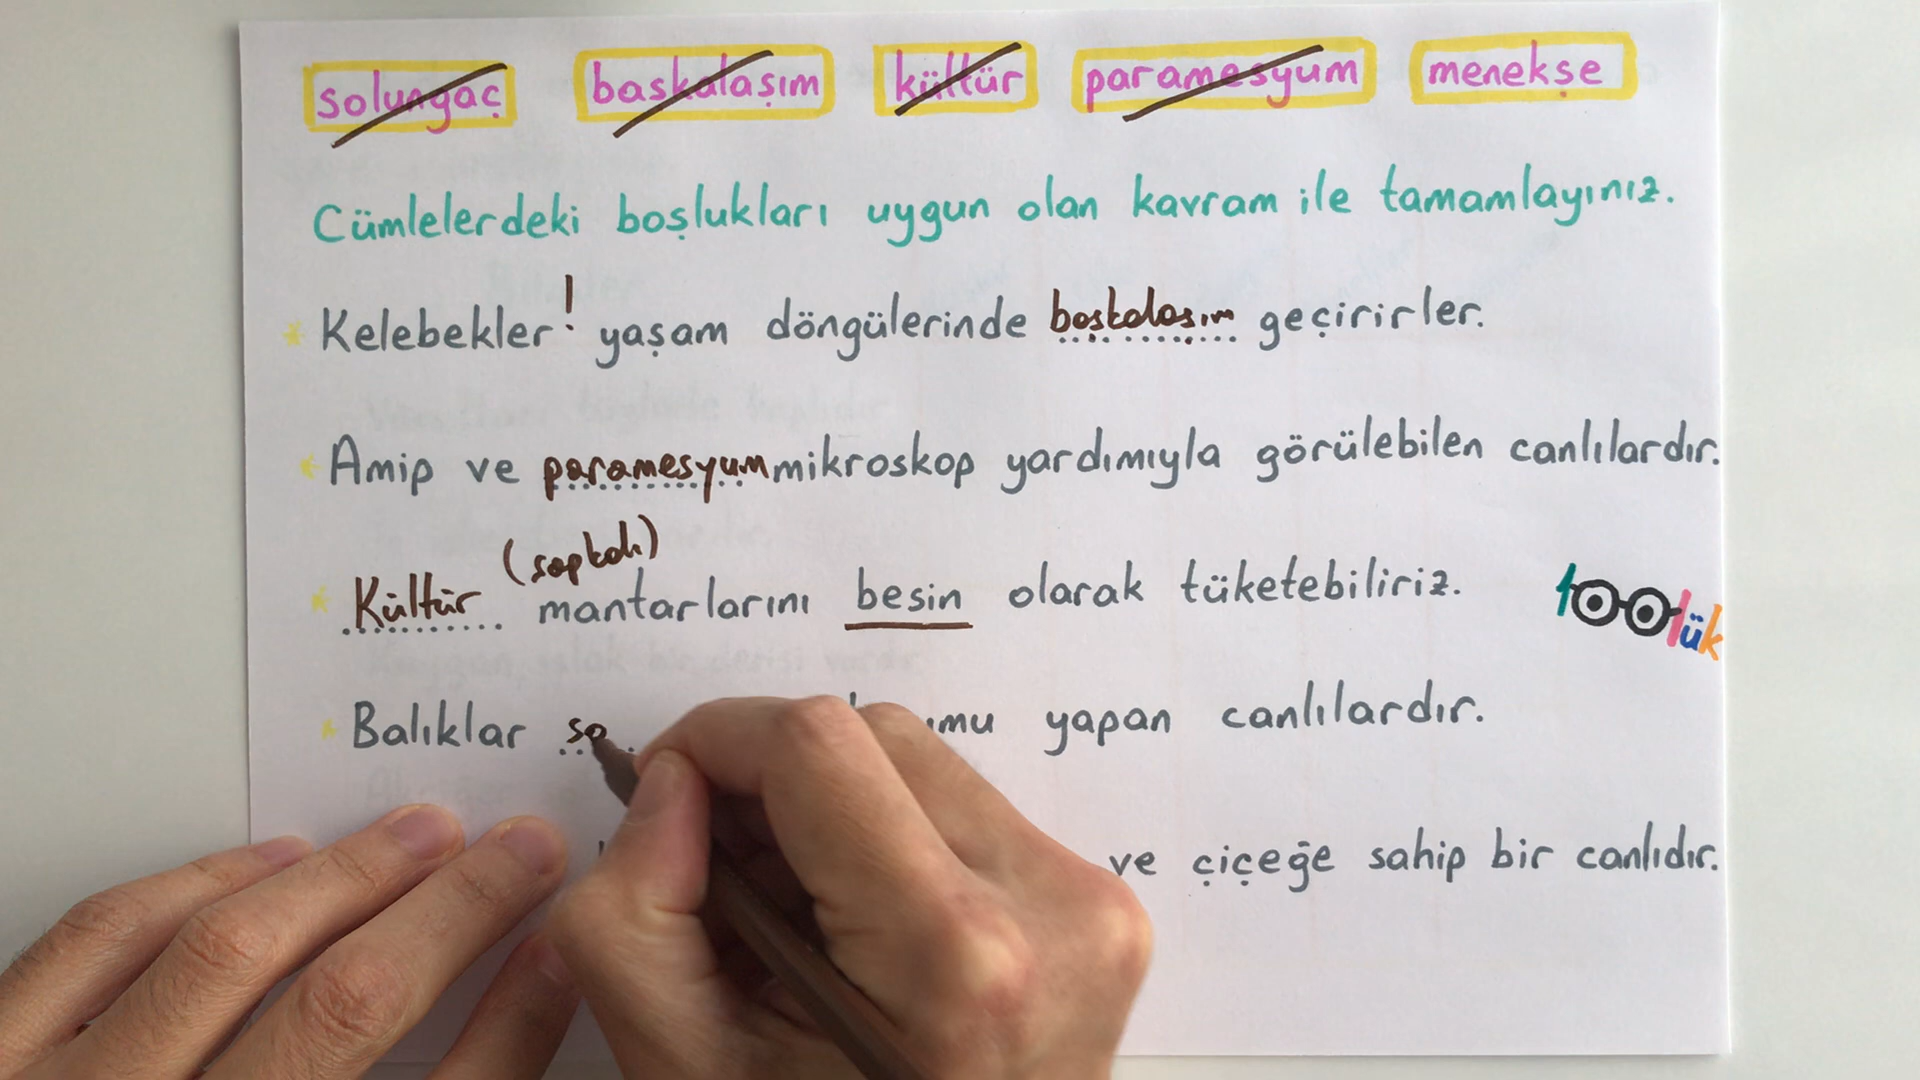 solungaç başkalaşım kültür paramesyum menekşe
Cümlelerdeki boşlukları uygun olan kavram ile tamamlayınız.
* Kelebekler! yaşam döngülerinde başkalaşım geçirirler.
* Amip ve paramesyum mikroskop yardımıyla görülebilen canlılardır.
(şapkalı)
* Kültür mantarlarını besin olarak tüketebiliriz.
100lük
* Balıklar so yapan canlılardır.
ve çiçeğe sahip bir canlıdır.